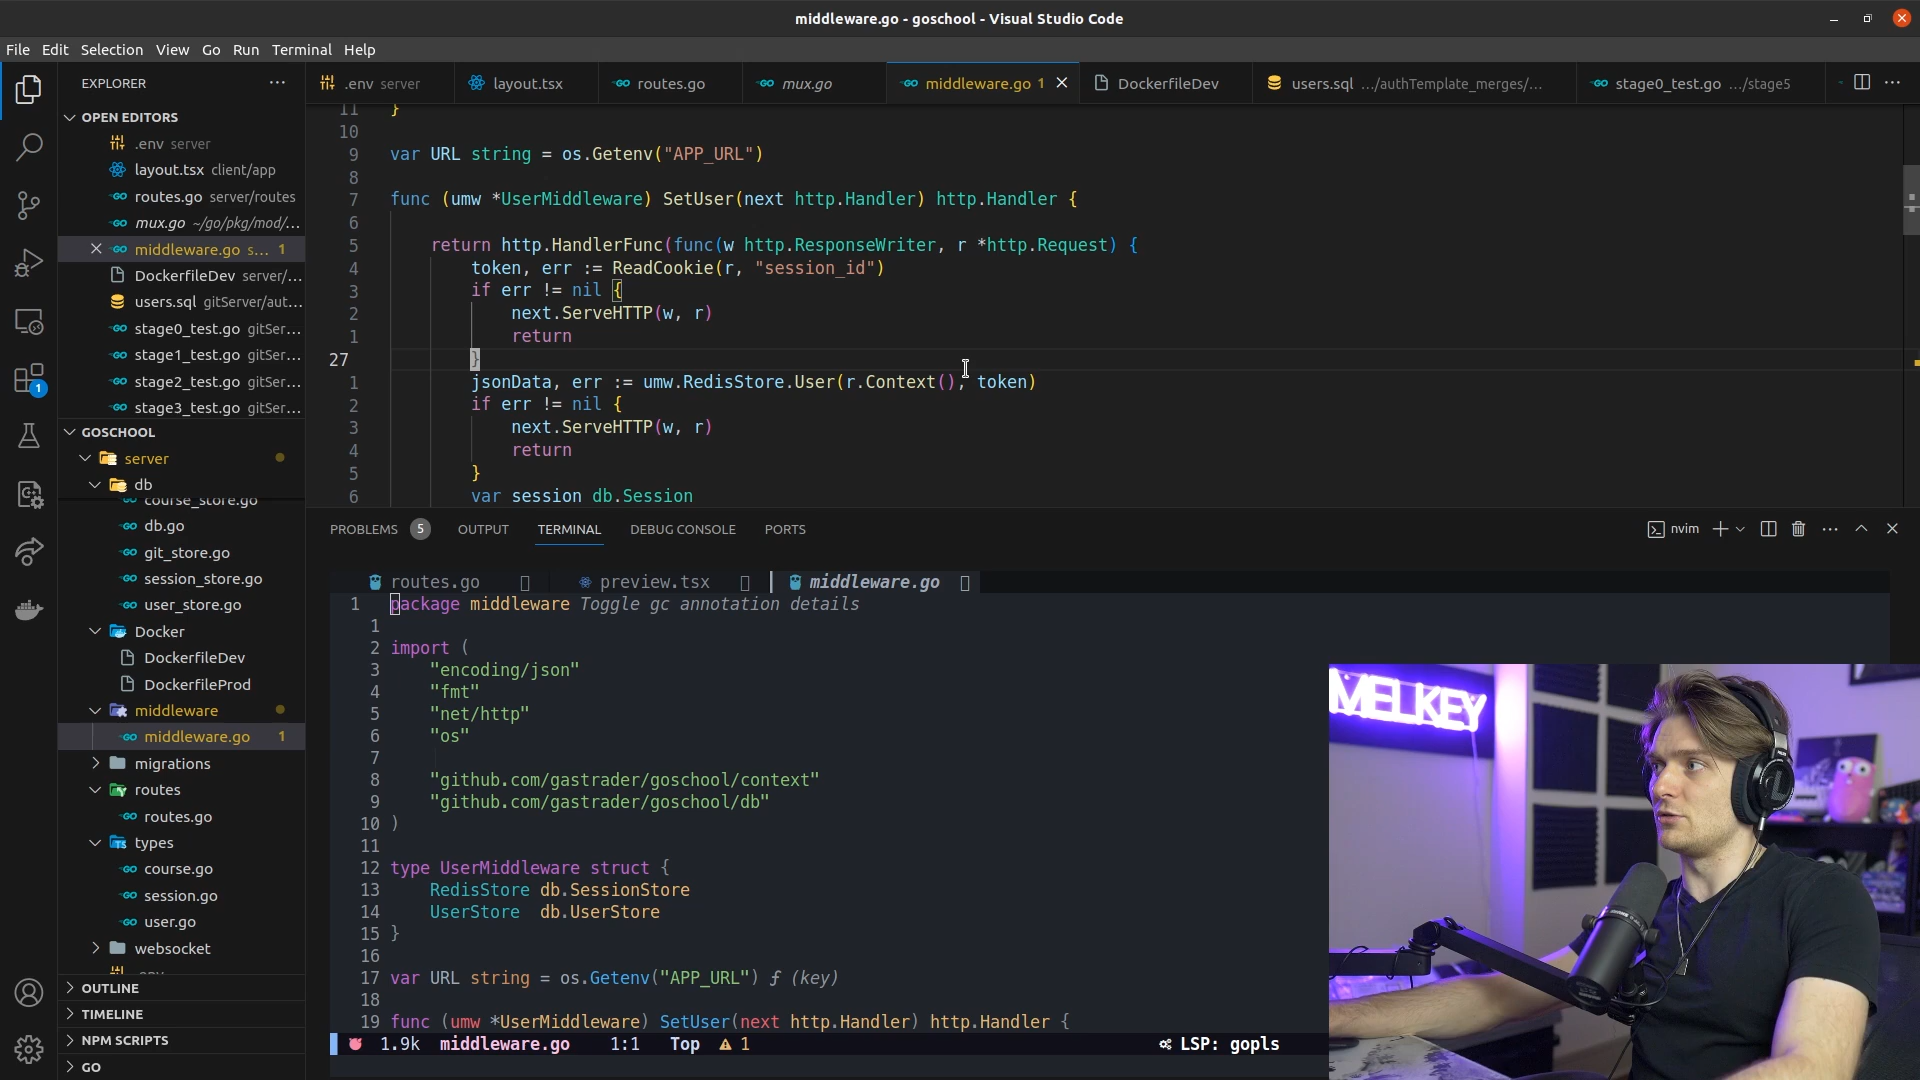 middleware.go - goschool - Visual Studio Code
File Edit Selection View Go Run Terminal Help
EXPLORER
OPEN EDITORS
.env server
layout.tsx client/app
routes.go server/routes
mux.go ~/go/pkg/mod/...
middleware.go s... 1
DockerfileDev server/...
users.sql gitServer/aut...
stage0_test.go gitSer...
stage1_test.go gitSer...
stage2_test.go gitSer...
stage3_test.go gitSer...
1
GOSCHOOL
server
db
course_store.go
db.go
git_store.go
session_store.go
user_store.go
Docker
DockerfileDev
DockerfileProd
middleware
middleware.go 1
migrations
routes
routes.go
types
course.go
session.go
user.go
websocket
OUTLINE
TIMELINE
NPM SCRIPTS
GO
.env server
layout.tsx
routes.go
mux.go
middleware.go 1
DockerfileDev
users.sql .../authTemplate_merges/...
stage0_test.go .../stage5
11 }
10
9 var URL string = os.Getenv("APP_URL")
8
7 func (umw *UserMiddleware) SetUser(next http.Handler) http.Handler {
6
5 return http.HandlerFunc(func(w http.ResponseWriter, r *http.Request) {
4 token, err := ReadCookie(r, "session_id")
3 if err != nil {
2 next.ServeHTTP(w, r)
1 return
27 }
1 jsonData, err := umw.RedisStore.User(r.Context(), token)
2 if err != nil {
3 next.ServeHTTP(w, r)
4 return
5 }
6 var session db.Session
PROBLEMS 5 OUTPUT TERMINAL DEBUG CONSOLE PORTS
nvim
routes.go preview.tsx middleware.go
1 package middleware Toggle gc annotation details
1
2 import (
3 "encoding/json"
4 "fmt"
5 "net/http"
6 "os"
7
8 "github.com/gastrader/goschool/context"
9 "github.com/gastrader/goschool/db"
10 )
11
12 type UserMiddleware struct {
13 RedisStore db.SessionStore
14 UserStore db.UserStore
15 }
16
17 var URL string = os.Getenv("APP_URL") ƒ (key)
18
19 func (umw *UserMiddleware) SetUser(next http.Handler) http.Handler {
1.9k middleware.go 1:1 Top 1
LSP: gopls
MELKEY